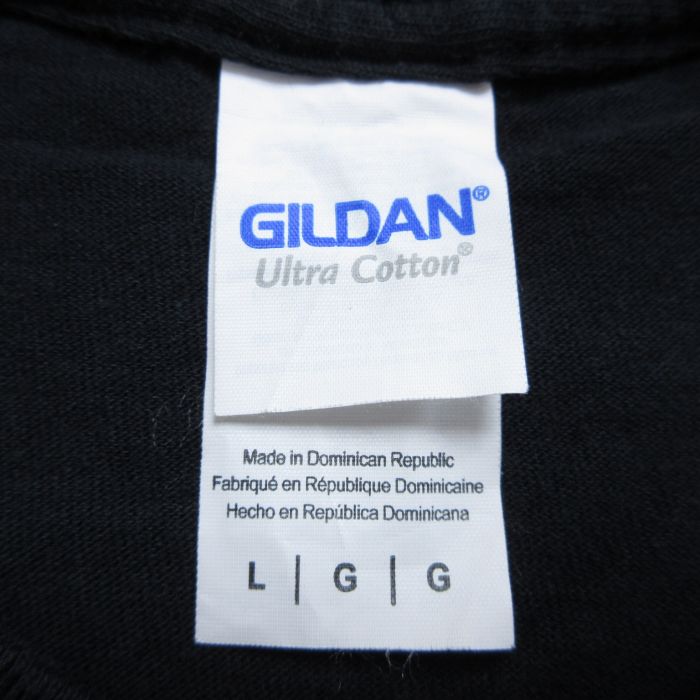 GILDAN®
Ultra Cotton®
Made in Dominican Republic
Fabriqué en République Dominicaine
Hecho en República Dominicana
L | G | G